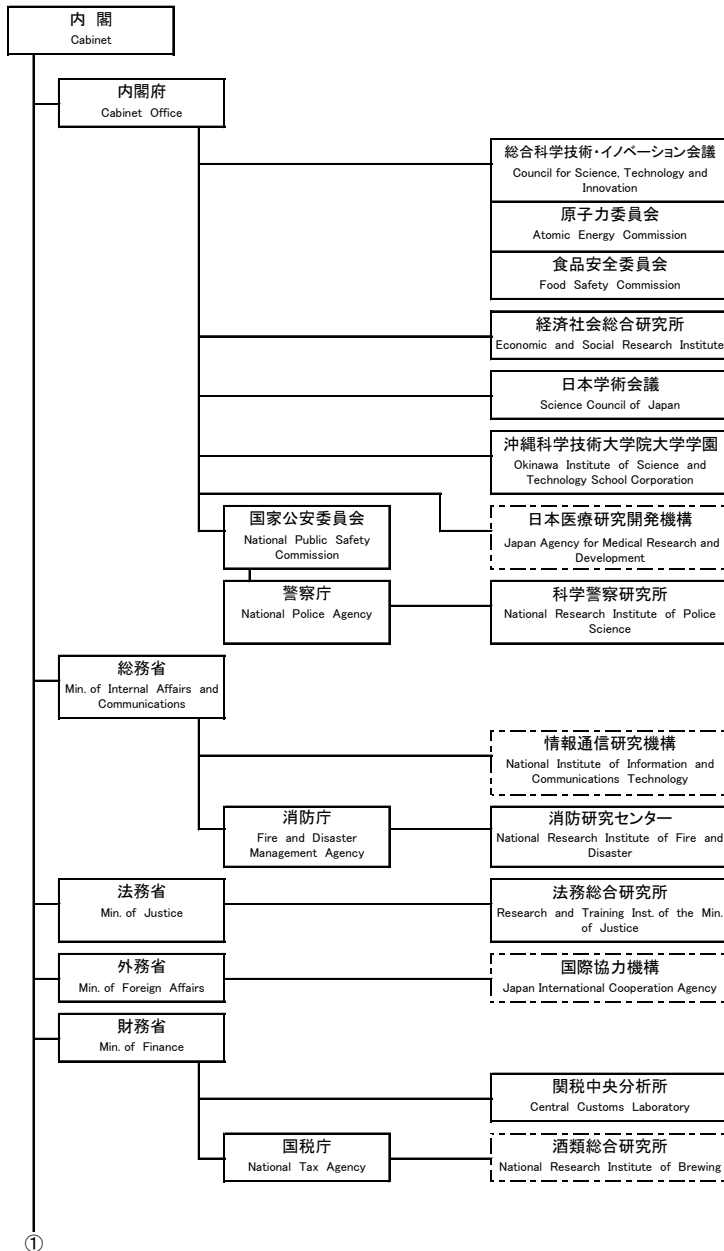 内 閣
Cabinet
内閣府
Cabinet Office
総合科学技術・イノベーション会議
Council for Science, Technology and
Innovation
原子力委員会
Atomic Energy Commission
食品安全委員会
Food Safety Commission
経済社会総合研究所
Economic and Social Research Institute
日本学術会議
Science Council of Japan
沖縄科学技術大学院大学学園
Okinawa Institute of Science and
Technology School Corporation
国家公安委員会
National Public Safety
Commission
日本医療研究開発機構
Japan Agency for Medical Research and
Development
警察庁
National Police Agency
科学警察研究所
National Research Institute of Police
Science
総務省
Min. of Internal Affairs and
Communications
情報通信研究機構
National Institute of Information and
Communications Technology
消防庁
Fire and Disaster
Management Agency
消防研究センター
National Research Institute of Fire and
Disaster
法務省
Min. of Justice
法務総合研究所
Research and Training Inst. of the Min.
of Justice
外務省
Min. of Foreign Affairs
国際協力機構
Japan International Cooperation Agency
財務省
Min. of Finance
関税中央分析所
Central Customs Laboratory
国税庁
National Tax Agency
酒類総合研究所
National Research Institute of Brewing
①